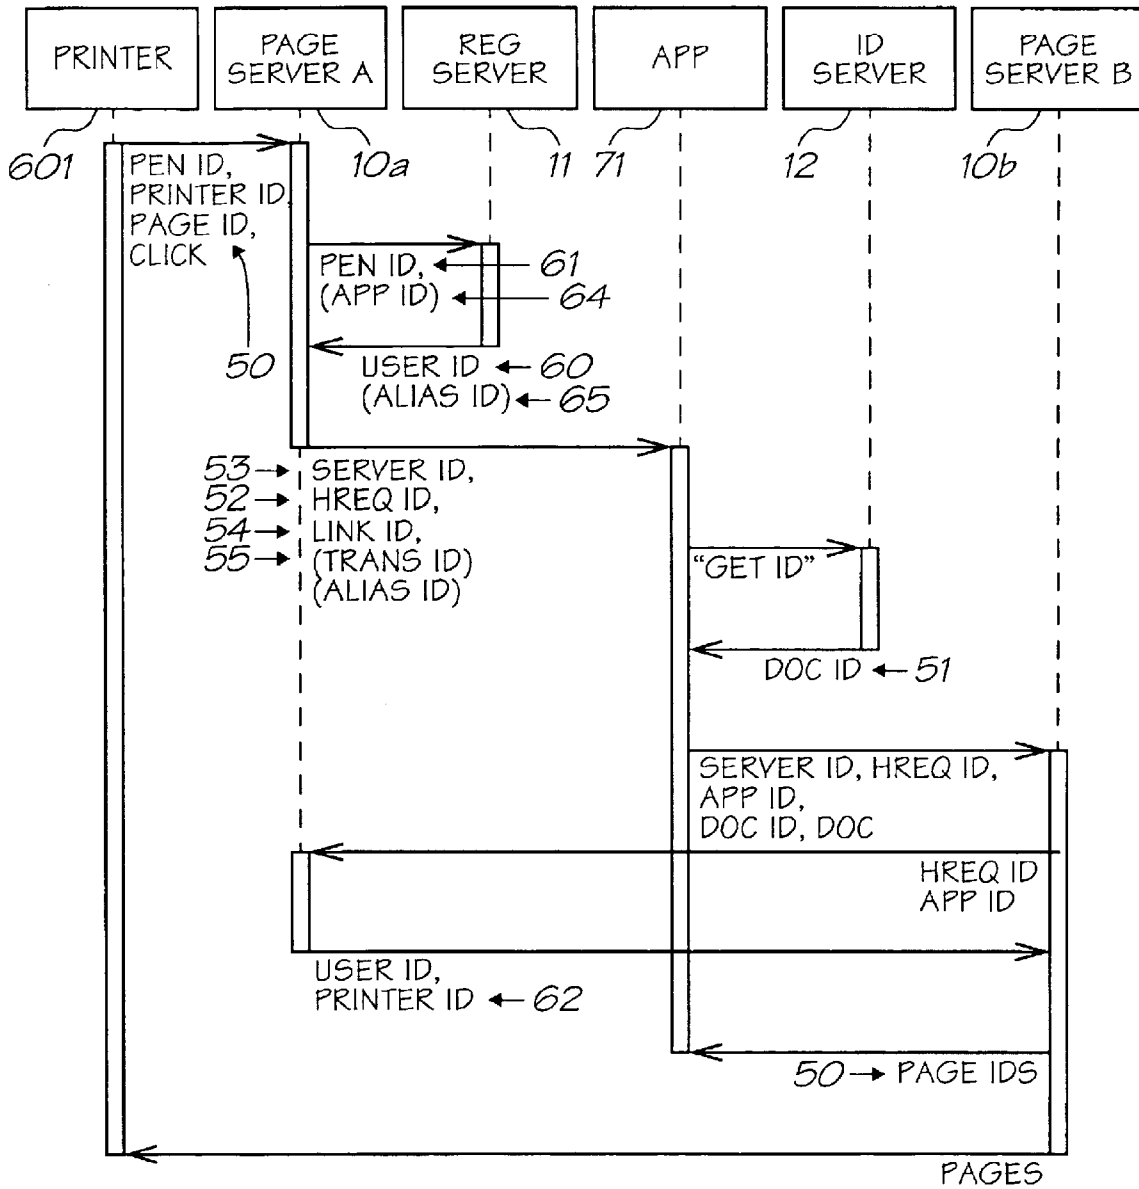 PRINTER
PAGE
SERVER A
REG
SERVER
APP
ID
SERVER
PAGE
SERVER B
601
10a
11
71
12
10b
PEN ID,
PRINTER ID,
PAGE ID,
CLICK
50
PEN ID,
61
(APP ID)
64
USER ID
60
(ALIAS ID)
65
53
SERVER ID,
52
HREQ ID,
54
LINK ID,
55
(TRANS ID)
(ALIAS ID)
“GET ID”
DOC ID
51
SERVER ID, HREQ ID,
APP ID,
DOC ID, DOC
HREQ ID
APP ID
USER ID,
PRINTER ID
62
50
PAGE IDS
PAGES